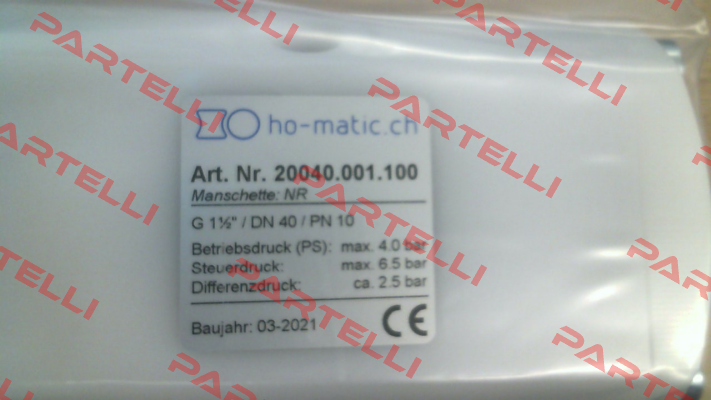 ho-matic.ch
Art. Nr. 20040.001.100
Manschette: NR
G 1½" / DN 40 / PN 10
Betriebsdruck (PS): max. 4.0 bar
Steuerdruck: max. 6.5 bar
Differenzdruck: ca. 2.5 bar
Baujahr: 03-2021 CE
PARTELLI
PARTELLI
PARTELLI
PARTELLI
PARTELLI
PARTELLI
PARTELLI